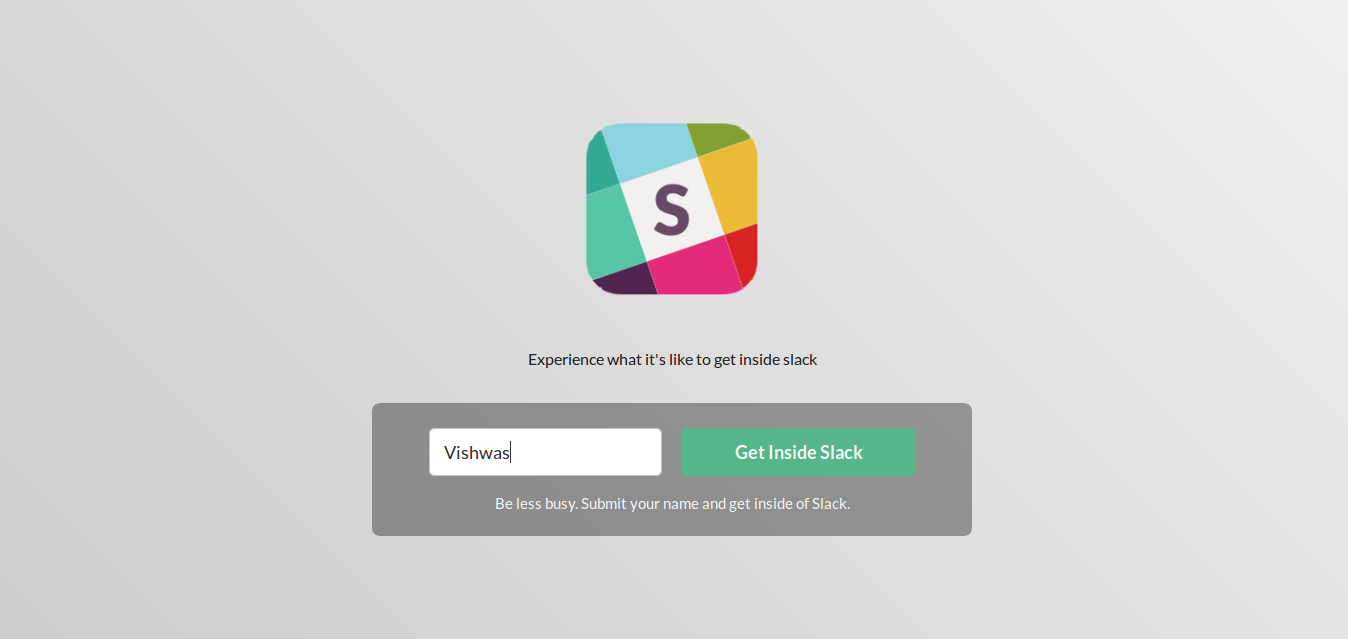 S
Experience what it's like to get inside slack
Vishwas
Get Inside Slack
Be less busy. Submit your name and get inside of Slack.